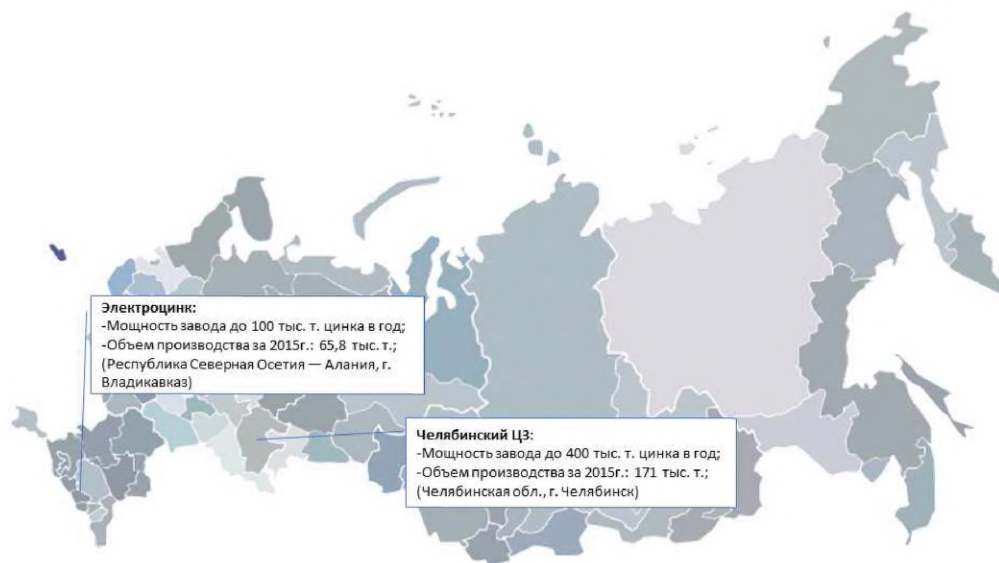 Электроцинк:
-Мощность завода до 100 тыс. т. цинка в год;
-Объем производства за 2015г.: 65,8 тыс. т.;
(Республика Северная Осетия — Алания, г.
Владикавказ)
Челябинский ЦЗ:
-Мощность завода до 400 тыс. т. цинка в год;
-Объем производства за 2015г.: 171 тыс. т.;
(Челябинская обл., г. Челябинск)